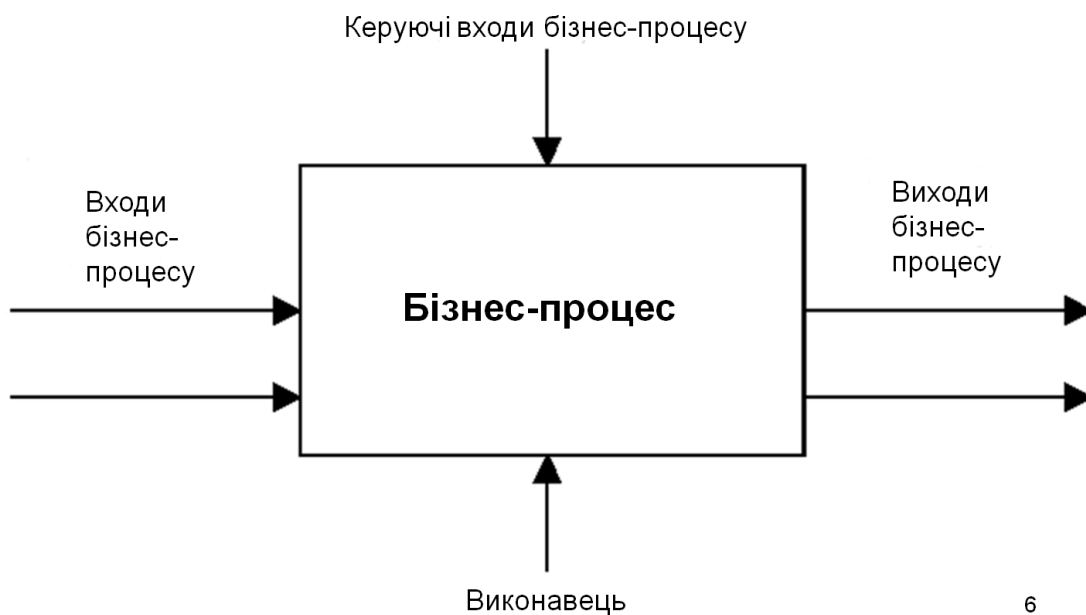 Керуючі входи бізнес-процесу
Входи
бізнес-
процесу
Бізнес-процес
Виходи
бізнес-
процесу
Виконавець
6